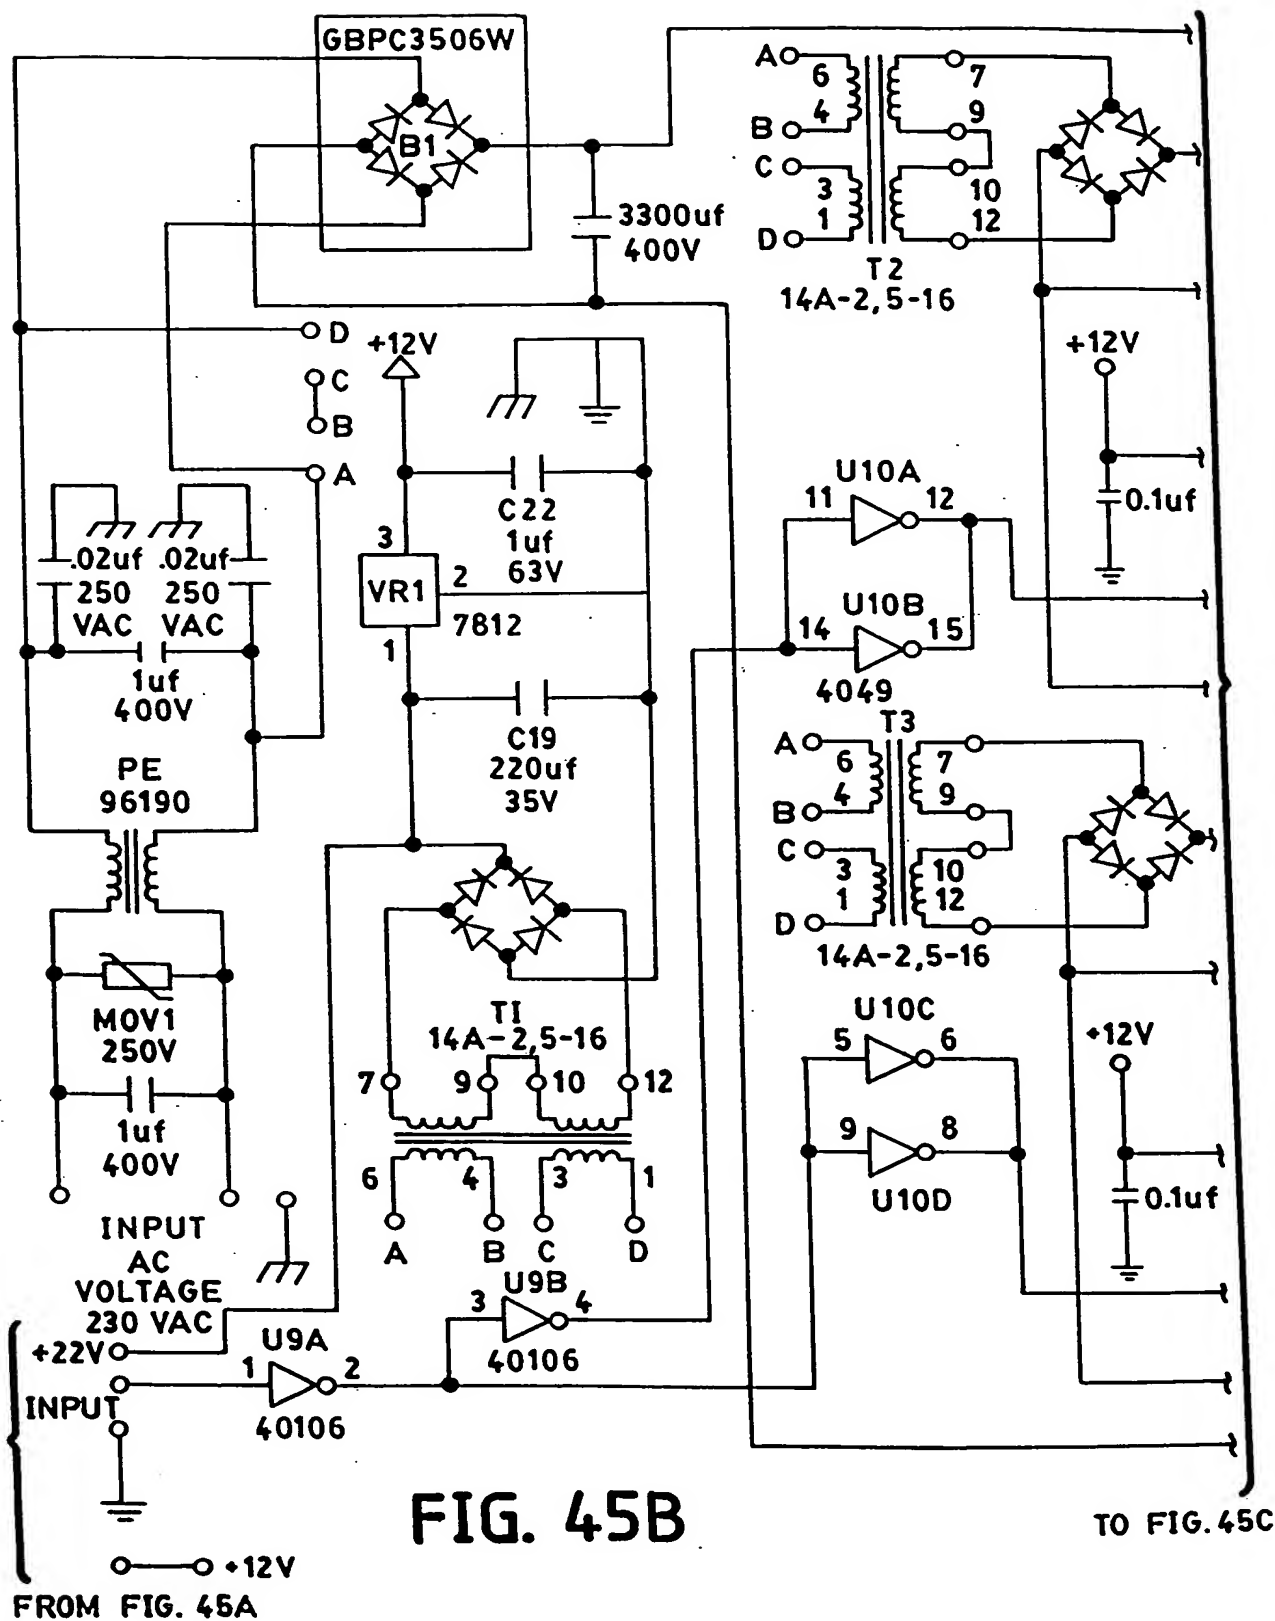 GBPC3506W
B1
3300uf
400V
A
6
4
B
C
3
1
D
7
9
10
12
T2
14A-2,5-16
D
C
B
A
+12V
C22
1uf
63V
3
VR1
2
7812
1
C19
220uf
35V
.02uf
250
VAC
.02uf
250
VAC
1uf
400V
PE
96190
MOV1
250V
1uf
400V
INPUT
AC
VOLTAGE
230 VAC
TI
14A-2,5-16
7
9
10
12
6
4
3
1
A
B
C
D
+12V
0.1uf
U10A
11
12
U10B
14
15
4049
T3
A
6
4
B
C
3
1
D
7
9
10
12
14A-2,5-16
U10C
5
6
9
8
U10D
+12V
0.1uf
U9B
3
4
40106
+22V
U9A
1
2
40106
INPUT
+12V
FROM FIG. 45A
FIG. 45B
TO FIG. 45C